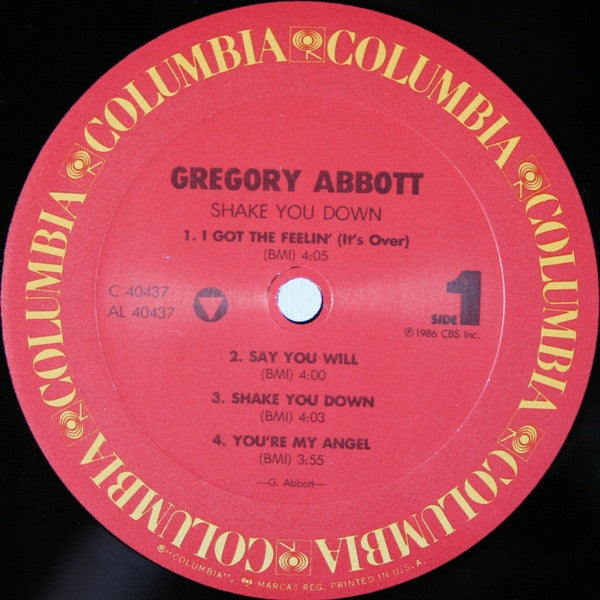 COLUMBIA COLUMBIA COLUMBIA COLUMBIA COLUMBIA COLUMBIA COLUMBIA COLUMBIA
GREGORY ABBOTT
SHAKE YOU DOWN
1. I GOT THE FEELIN' (It's Over)
(BMI) 4:05
C 40437
AL 40437
SIDE 1
℗1986 CBS Inc.
2. SAY YOU WILL
(BMI) 4:00
3. SHAKE YOU DOWN
(BMI) 4:03
4. YOU'RE MY ANGEL
(BMI) 3:55
—G. Abbott—
®"COLUMBIA", MARCAS REG. PRINTED IN U.S.A.